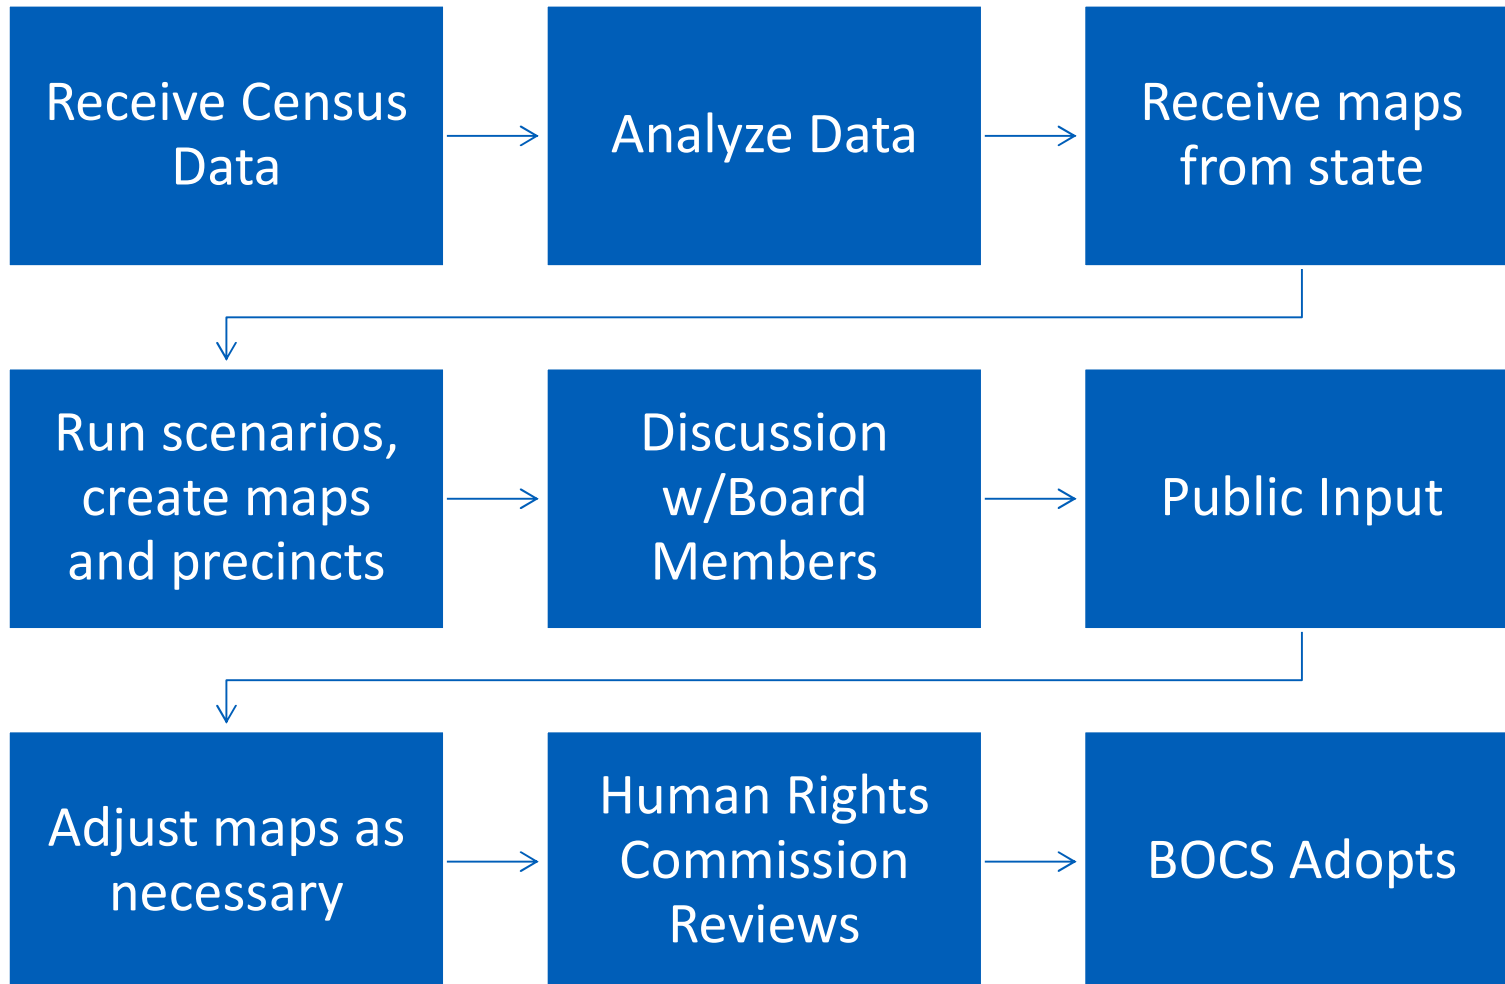 Receive Census
Data
Analyze Data
Receive maps
from state
Run scenarios,
create maps
and precincts
Discussion
w/Board
Members
Public Input
Adjust maps as
necessary
Human Rights
Commission
Reviews
BOCS Adopts